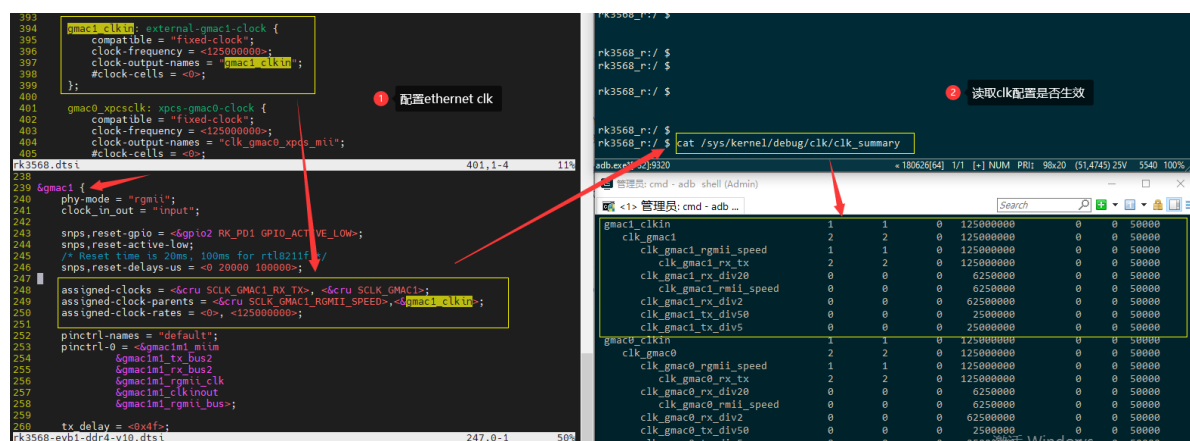 393
394 gmac1_clkin: external-gmac1-clock {
395 compatible = "fixed-clock";
396 clock-frequency = <125000000>;
397 clock-output-names = "gmac1_clkin";
398 #clock-cells = <0>;
399 };
400
401 gmac0_xpcsclk: xpcs-gmac0-clock {
402 compatible = "fixed-clock";
403 clock-frequency = <125000000>;
404 clock-output-names = "clk_gmac0_xpcs_mii";
405 #clock-cells = <0>;
rk3568.dtsi 401,1-4 11%
1 配置ethernet clk
238
239 &gmac1 {
240 phy-mode = "rgmii";
241 clock_in_out = "input";
242
243 snps,reset-gpio = <&gpio2 RK_PD1 GPIO_ACTIVE_LOW>;
244 snps,reset-active-low;
245 /* Reset time is 20ms, 100ms for rtl8211f */
246 snps,reset-delays-us = <0 20000 100000>;
247
248 assigned-clocks = <&cru SCLK_GMAC1_RX_TX>, <&cru SCLK_GMAC1>;
249 assigned-clock-parents = <&cru SCLK_GMAC1_RGMII_SPEED>,<&gmac1_clkin>;
250 assigned-clock-rates = <0>, <125000000>;
251
252 pinctrl-names = "default";
253 pinctrl-0 = <&gmac1m1_miim
254 &gmac1m1_tx_bus2
255 &gmac1m1_rx_bus2
256 &gmac1m1_rgmii_clk
257 &gmac1m1_clkinout
258 &gmac1m1_rgmii_bus>;
259
260 tx_delay = <0x4f>;
rk3568-evb1-ddr4-v10.dtsi 247,0-1 50%
rk3568_r:/ $
rk3568_r:/ $
rk3568_r:/ $
rk3568_r:/ $
2 读取clk配置是否生效
rk3568_r:/ $
rk3568_r:/ $ cat /sys/kernel/debug/clk/clk_summary
« 180626[64] 1/1 [+] NUM PRI: 98x20 (51,4745) 25V 5540 100%
管理员: cmd - adb shell (Admin)
<1> 管理员: cmd - adb ... Search
gmac1_clkin 1 1 0 125000000 0 0 50000
clk_gmac1 2 2 0 125000000 0 0 50000
clk_gmac1_rgmii_speed 1 1 0 125000000 0 0 50000
clk_gmac1_rx_tx 2 2 0 125000000 0 0 50000
clk_gmac1_rx_div20 0 0 0 6250000 0 0 50000
clk_gmac1_rmii_speed 0 0 0 6250000 0 0 50000
clk_gmac1_rx_div2 0 0 0 62500000 0 0 50000
clk_gmac1_tx_div50 0 0 0 2500000 0 0 50000
clk_gmac1_tx_div5 0 0 0 25000000 0 0 50000
gmac0_clkin 1 1 0 125000000 0 0 50000
clk_gmac0 2 2 0 125000000 0 0 50000
clk_gmac0_rgmii_speed 1 1 0 125000000 0 0 50000
clk_gmac0_rx_tx 2 2 0 125000000 0 0 50000
clk_gmac0_rx_div20 0 0 0 6250000 0 0 50000
clk_gmac0_rmii_speed 0 0 0 6250000 0 0 50000
clk_gmac0_rx_div2 0 0 0 62500000 0 0 50000
clk_gmac0_tx_div50 0 0 0 2500000 0 0 50000